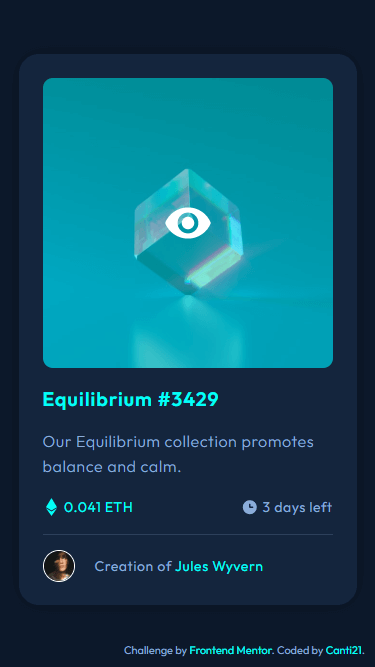 Equilibrium #3429
Our Equilibrium collection promotes
balance and calm.
0.041 ETH
3 days left
Creation of Jules Wyvern
Challenge by Frontend Mentor. Coded by Canti21.